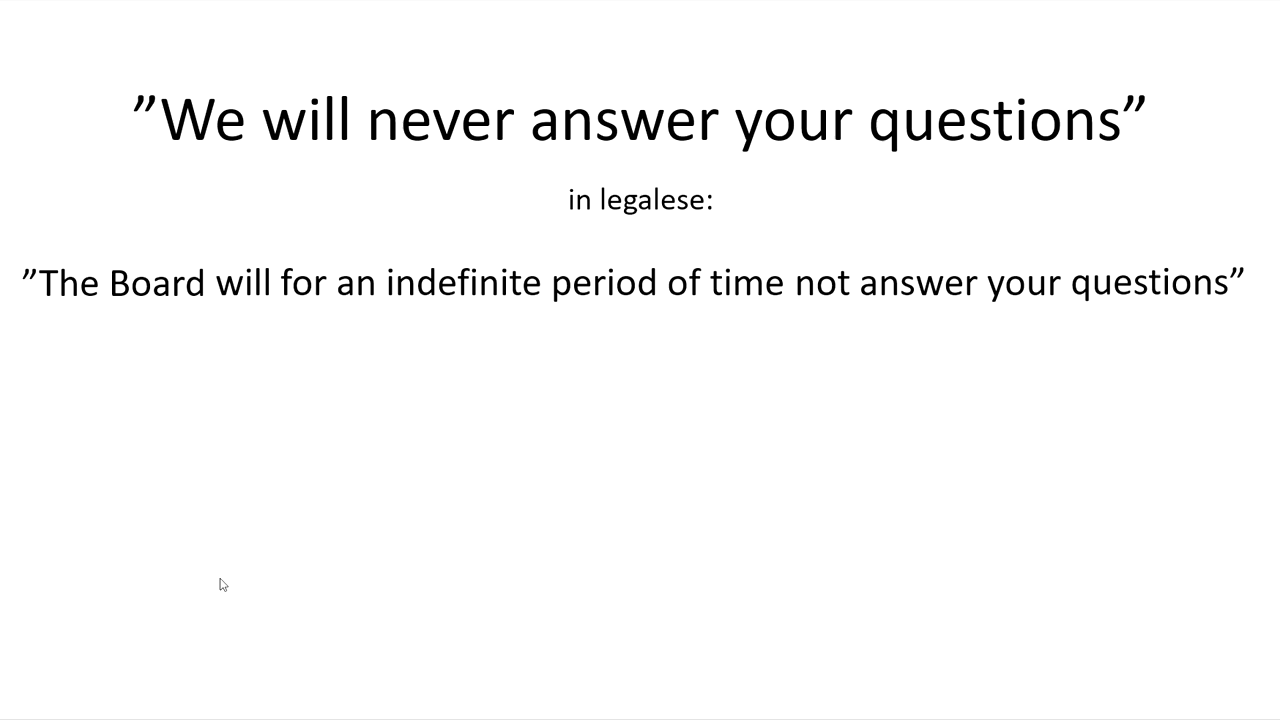 ”We will never answer your questions”
in legalese:
”The Board will for an indefinite period of time not answer your questions”